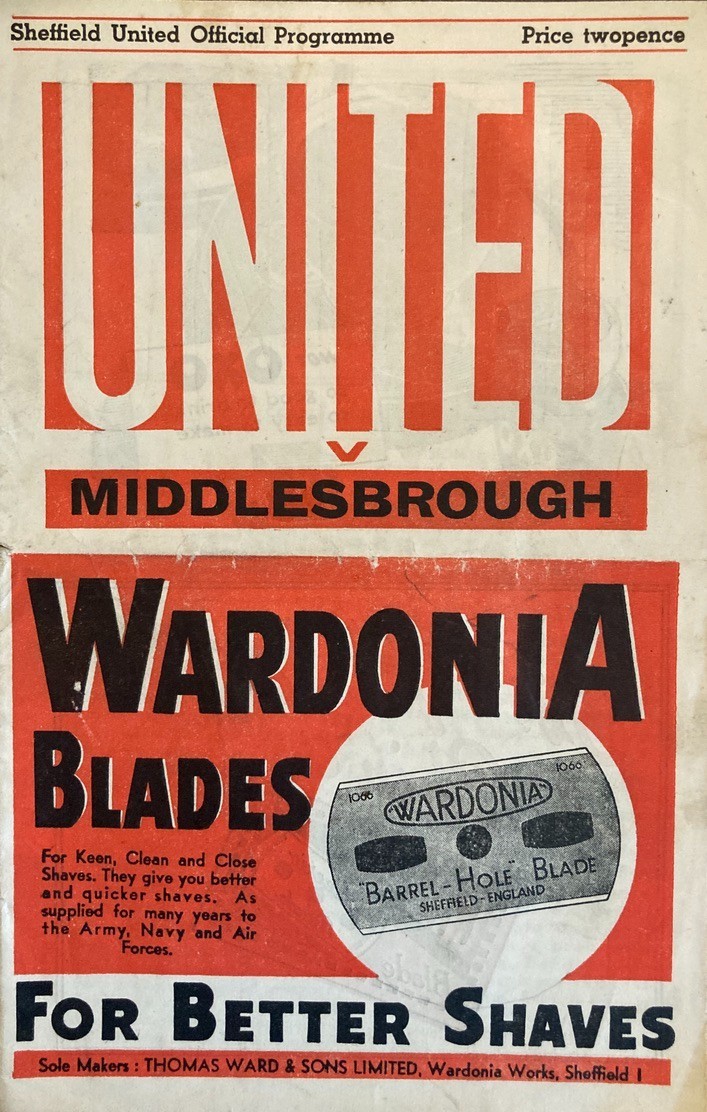 Sheffield United Official Programme Price twopence
UNITED
v
MIDDLESBROUGH
WARDONIA
BLADES
For Keen, Clean and Close
Shaves. They give you better
and quicker shaves. As
supplied for many years to
the Army, Navy and Air
Forces.
1066 1066
"WARDONIA"
"BARREL-HOLE" BLADE
SHEFFIELD-ENGLAND
FOR BETTER SHAVES
Sole Makers : THOMAS WARD & SONS LIMITED, Wardonia Works, Sheffield 1